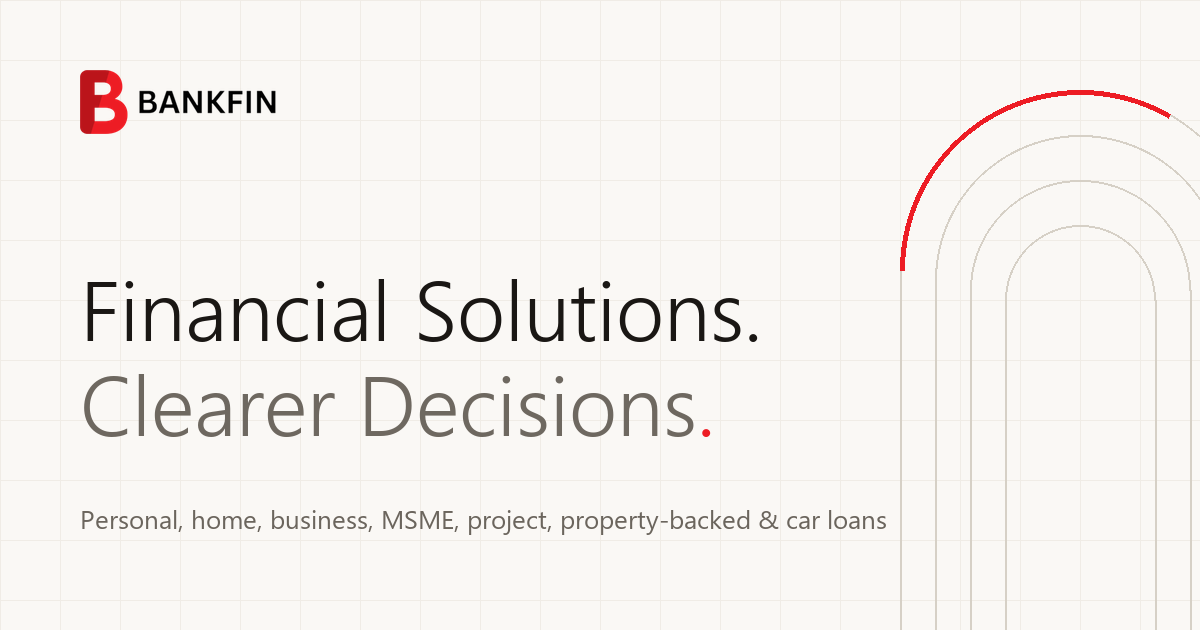 BANKFIN
Financial Solutions.
Clearer Decisions.
Personal, home, business, MSME, project, property-backed & car loans